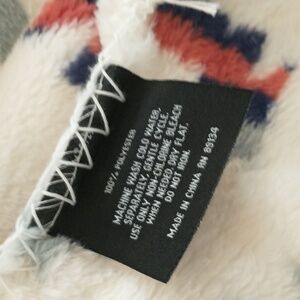 100% POLYESTER
MACHINE WASH COLD WATER,
SEPARATELY, GENTLE CYCLE.
USE ONLY NON-CHLORINE BLEACH
WHEN NEEDED. DRY FLAT.
DO NOT IRON.
MADE IN CHINA RN 89134